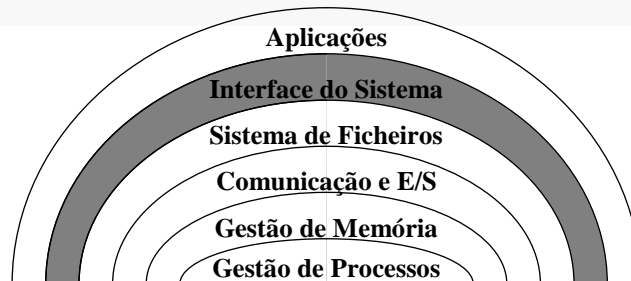 Aplicações
Interface do Sistema
Sistema de Ficheiros
Comunicação e E/S
Gestão de Memória
Gestão de Processos